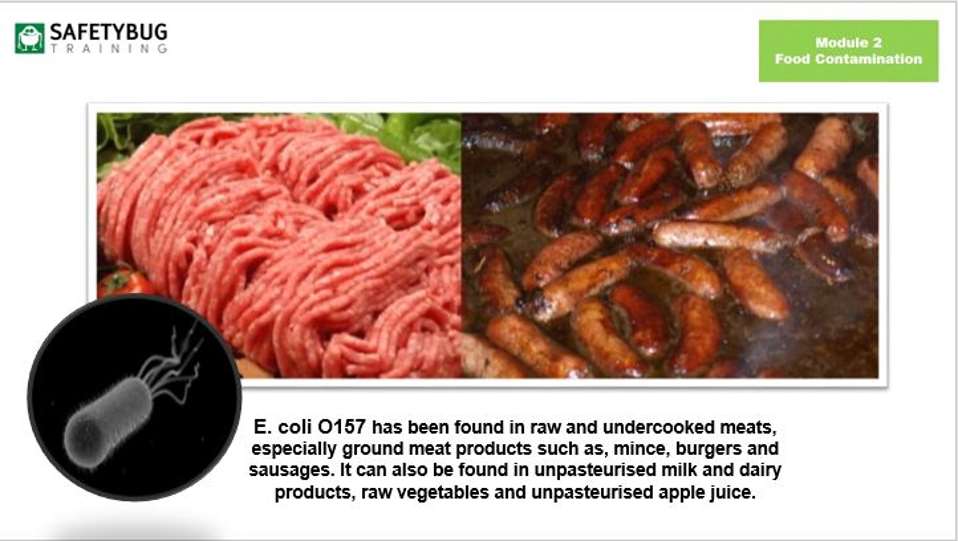 SAFETYBUG
TRAINING
Module 2
Food Contamination
E. coli O157 has been found in raw and undercooked meats,
especially ground meat products such as, mince, burgers and
sausages. It can also be found in unpasteurised milk and dairy
products, raw vegetables and unpasteurised apple juice.